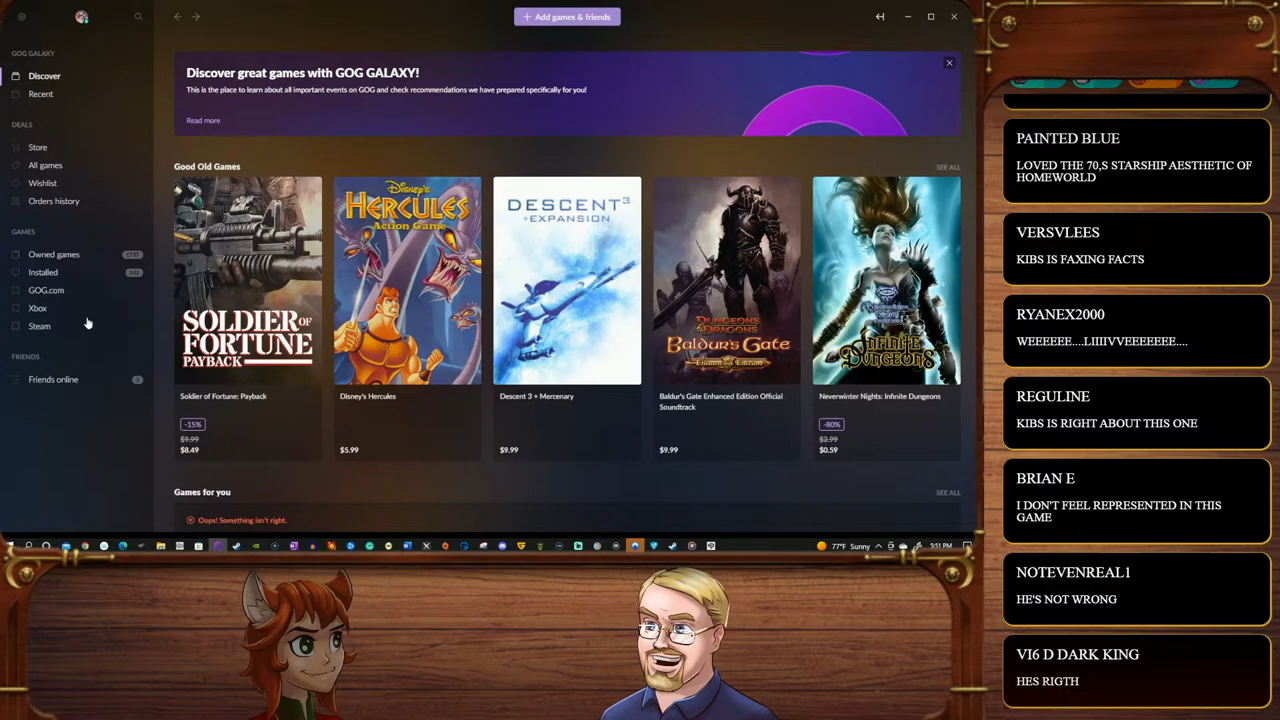 + Add games & friends
GOG GALAXY
Discover
Recent
DEALS
Store
All games
Wishlist
Orders history
GAMES
Owned games 1737
Installed 342
GOG.com
Xbox
Steam
FRIENDS
Friends online 3
Discover great games with GOG GALAXY!
This is the place to learn about all important events on GOG and check recommendations we have prepared specifically for you!
Read more
Good Old Games
SEE ALL
SOLDIER OF
FORTUNE
PAYBACK
Soldier of Fortune: Payback
-15%
$9.99
$8.49
Disney's
HERCULES
Action Game
Disney's Hercules
$5.99
DESCENT 3
+EXPANSION
Descent 3 + Mercenary
$9.99
DUNGEONS
& DRAGONS
Baldur's Gate
Enhanced Edition
Baldur's Gate Enhanced Edition Official
Soundtrack
$9.99
Infinite
Dungeons
Neverwinter Nights: Infinite Dungeons
-80%
$2.99
$0.59
Games for you
SEE ALL
Oops! Something isn't right.
77°F Sunny
5:51 PM
PAINTED BLUE
LOVED THE 70,S STARSHIP AESTHETIC OF
HOMEWORLD
VERSVLEES
KIBS IS FAXING FACTS
RYANEX2000
WEEEEEE....LIIIIVVEEEEEEE....
REGULINE
KIBS IS RIGHT ABOUT THIS ONE
BRIAN E
I DON'T FEEL REPRESENTED IN THIS
GAME
NOTEVENREAL1
HE'S NOT WRONG
VI6 D DARK KING
HES RIGTH